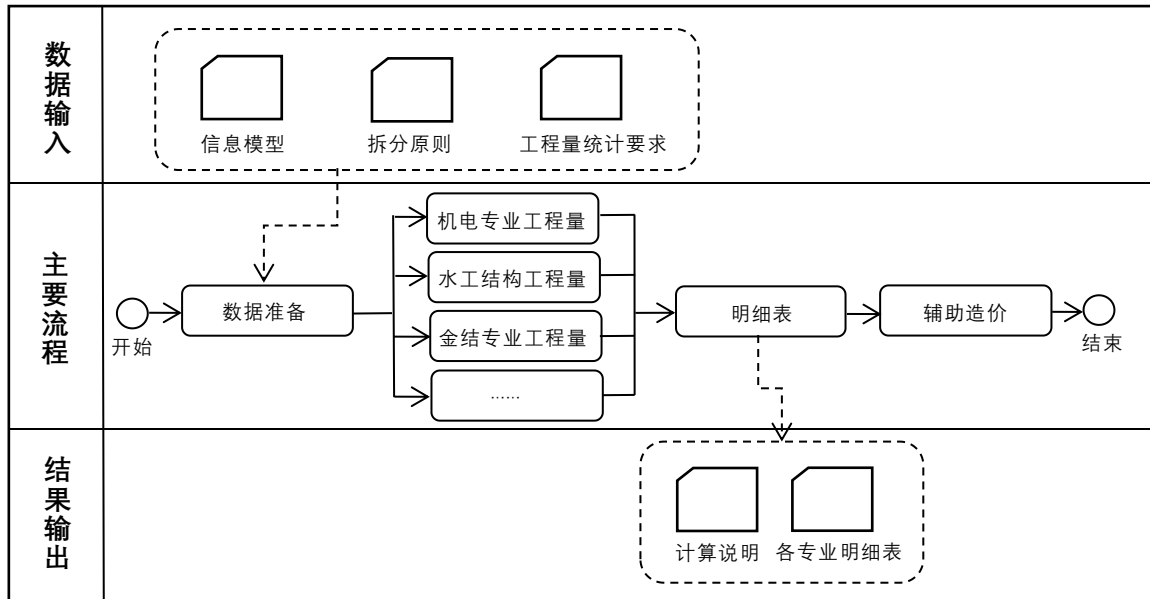 数据输入
信息模型
拆分原则
工程量统计要求
主要流程
开始
数据准备
机电专业工程量
水工结构工程量
金结专业工程量
……
明细表
辅助造价
结束
结果输出
计算说明
各专业明细表